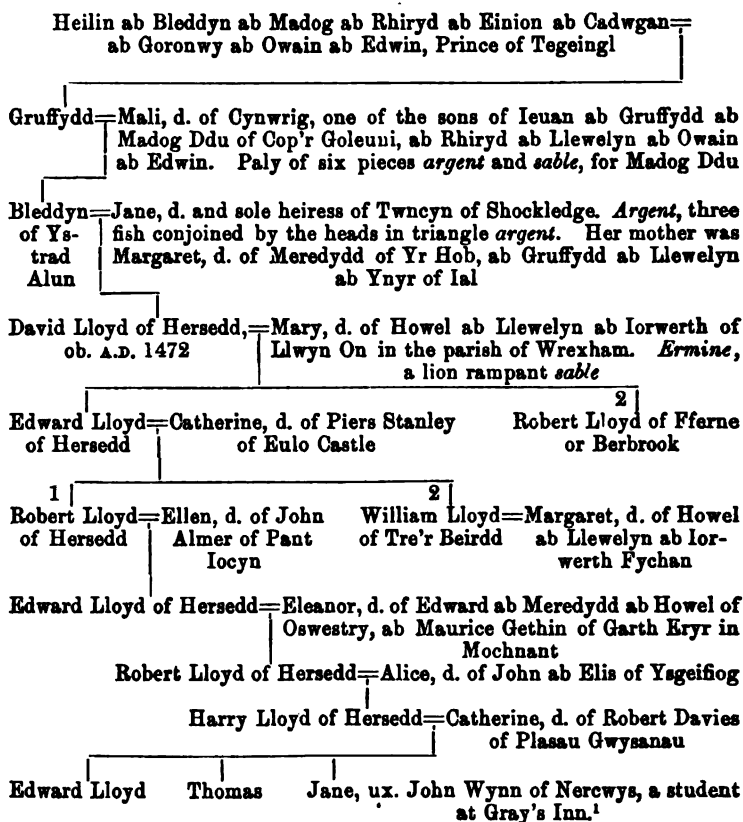 Heilin ab Bleddyn ab Madog ab Rhiryd ab Einion ab Cadwgan=
ab Goronwy ab Owain ab Edwin, Prince of Tegeingl
Gruffydd=Mali, d. of Cynwrig, one of the sons of Ieuan ab Gruffydd ab
Madog Ddu of Cop'r Goleuni, ab Rhiryd ab Llewelyn ab Owain
ab Edwin. Paly of six pieces argent and sable, for Madog Ddu
Bleddyn=Jane, d. and sole heiress of Twncyn of Shockledge. Argent, three
of Ys- fish conjoined by the heads in triangle argent. Her mother was
trad Margaret, d. of Meredydd of Yr Hob, ab Gruffydd ab Llewelyn
Alun ab Ynyr of Ial
David Lloyd of Hersedd,=Mary, d. of Howel ab Llewelyn ab Iorwerth of
ob. A.D. 1472 Llwyn On in the parish of Wrexham. Ermine,
a lion rampant sable
2
Edward Lloyd=Catherine, d. of Piers Stanley Robert Lloyd of Fferne
of Hersedd of Eulo Castle or Berbrook
1 2
Robert Lloyd=Ellen, d. of John William Lloyd=Margaret, d. of Howel
of Hersedd Almer of Pant of Tre'r Beirdd ab Llewelyn ab Ior-
Iocyn werth Fychan
Edward Lloyd of Hersedd=Eleanor, d. of Edward ab Meredydd ab Howel of
Oswestry, ab Maurice Gethin of Garth Eryr in
Mochnant
Robert Lloyd of Hersedd=Alice, d. of John ab Elis of Ysgeifiog
Harry Lloyd of Hersedd=Catherine, d. of Robert Davies
of Plasau Gwysanau
Edward Lloyd Thomas Jane, ux. John Wynn of Nercwys, a student
at Gray's Inn.¹